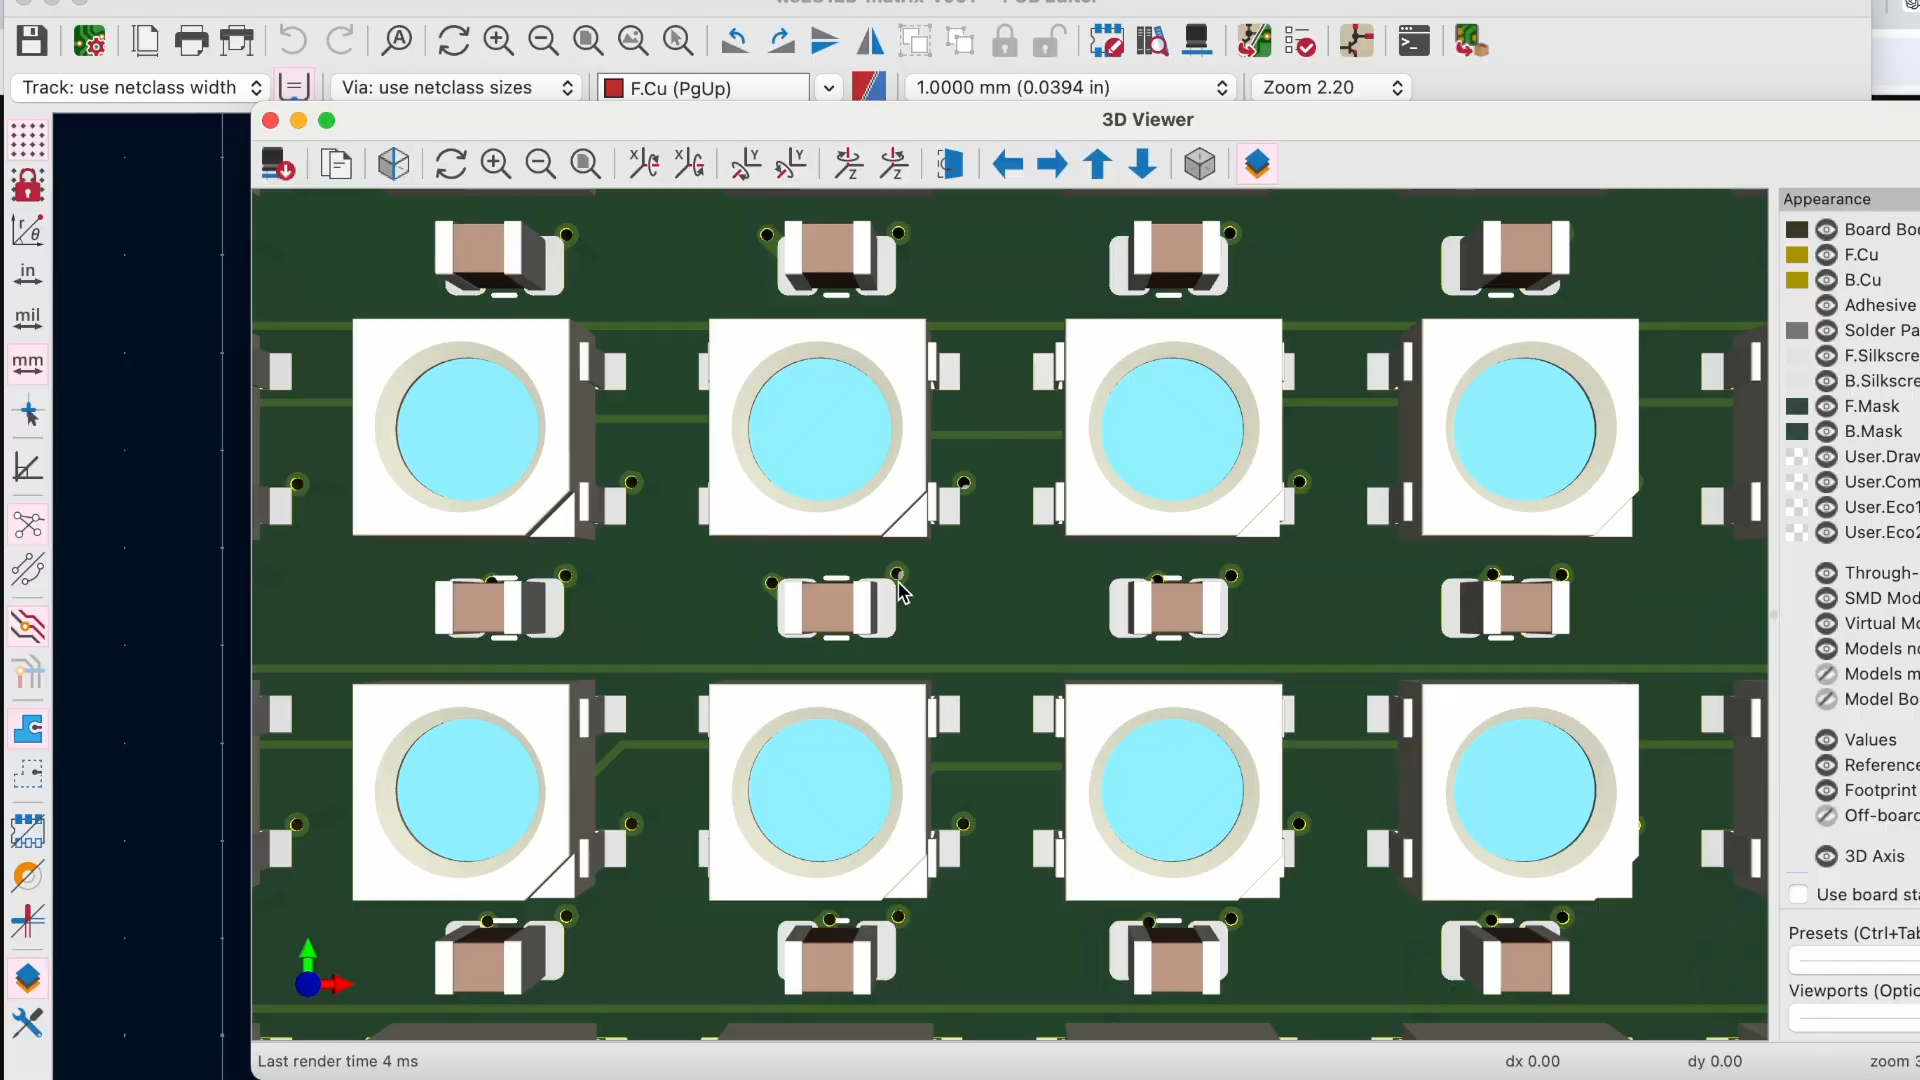 Track: use netclass width
Via: use netclass sizes
F.Cu (PgUp)
1.0000 mm (0.0394 in)
Zoom 2.20
3D Viewer
in
mil
mm
Appearance
Board Bo
F.Cu
B.Cu
Adhesive
Solder Pa
F.Silkscre
B.Silkscre
F.Mask
B.Mask
User.Draw
User.Com
User.Eco1
User.Eco2
Through-
SMD Mod
Virtual Mo
Models no
Models m
Model Bo
Values
Reference
Footprint
Off-board
3D Axis
Use board sta
Presets (Ctrl+Tab
Viewports (Optio
Last render time 4 ms
dx 0.00
dy 0.00
zoom 3